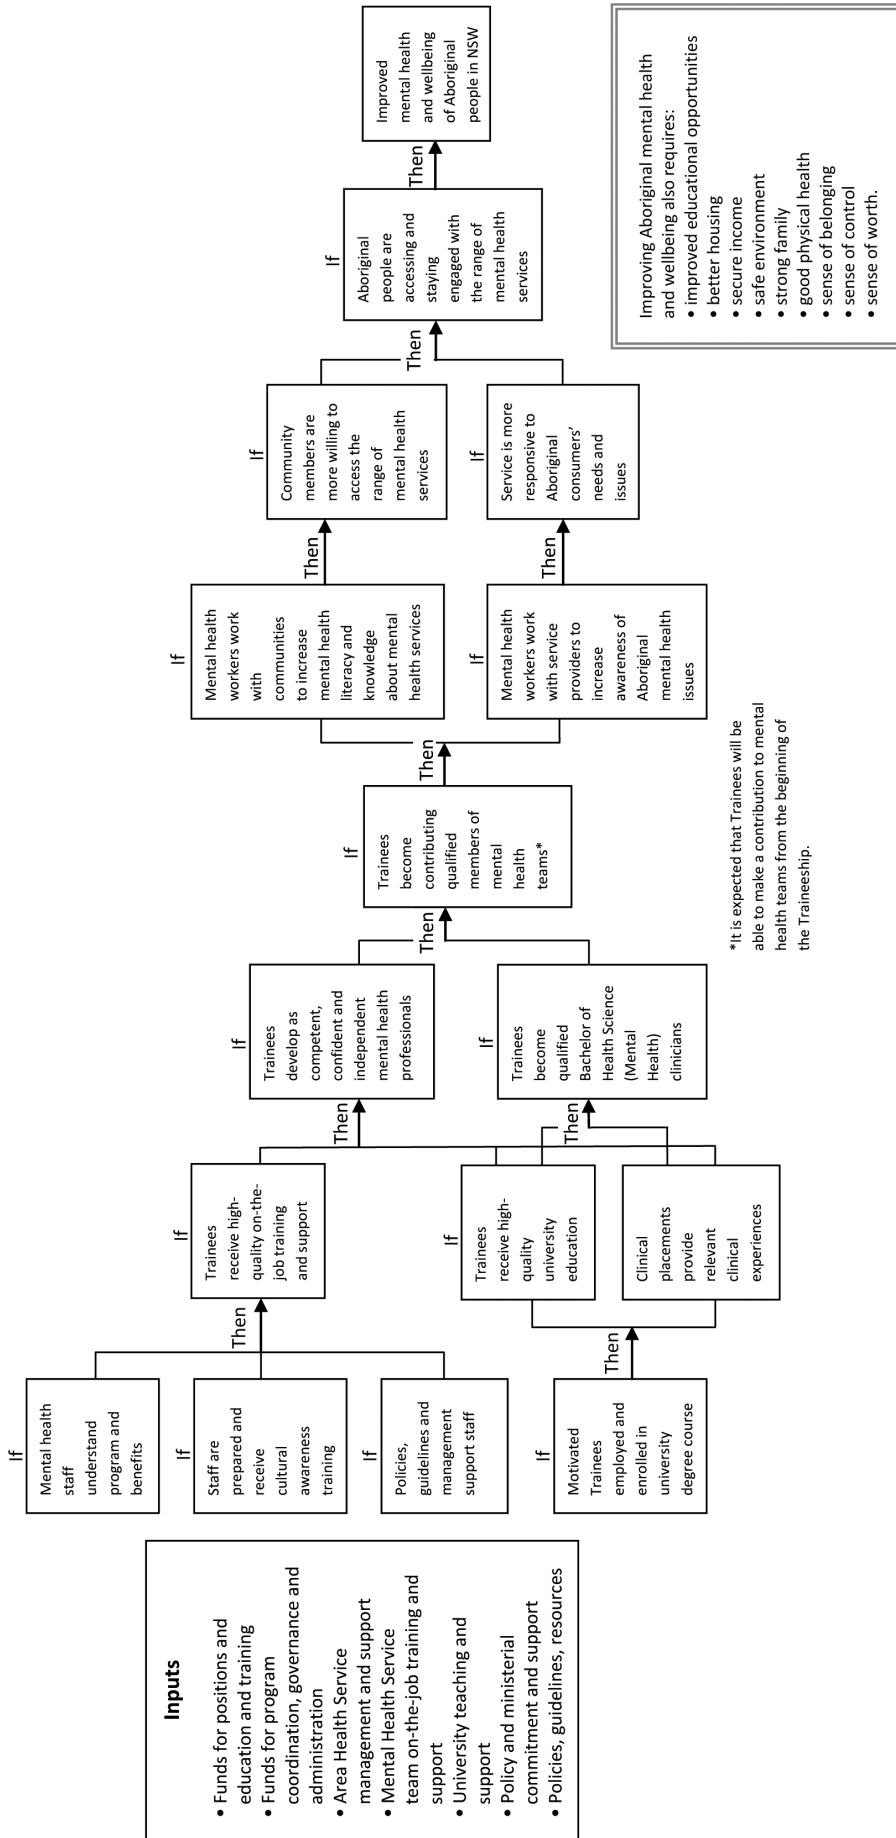 Inputs
• Funds for positions and
education and training
• Funds for program
coordination, governance and
administration
• Area Health Service
management and support
• Mental Health Service
team on-the-job training and
support
• University teaching and
support
• Policy and ministerial
commitment and support
• Policies, guidelines, resources
If
Mental health
staff
understand
program and
benefits
If
Staff are
prepared and
receive
cultural
awareness
training
If
Policies,
guidelines and
management
support staff
If
Motivated
Trainees
employed and
enrolled in
university
degree course
Then
Then
If
Trainees
receive high-
quality on-the-
job training
and support
If
Trainees
receive high-
quality
university
education
Clinical
placements
provide
relevant
clinical
experiences
Then
Then
If
Trainees
develop as
competent,
confident and
independent
mental health
professionals
If
Trainees
become
qualified
Bachelor of
Health Science
(Mental
Health)
clinicians
Then
If
Trainees
become
contributing
qualified
members of
mental
health
teams*
Then
If
Mental health
workers work
with
communities
to increase
mental health
literacy and
knowledge
about mental
health services
If
Mental health
workers work
with service
providers to
increase
awareness of
Aboriginal
mental health
issues
Then
Then
If
Community
members are
more willing to
access the
range of
mental health
services
If
Service is more
responsive to
Aboriginal
consumers'
needs and
issues
Then
If
Aboriginal
people are
accessing and
staying
engaged with
the range of
mental health
services
Then
Improved
mental health
and wellbeing
of Aboriginal
people in NSW
*It is expected that Trainees will be
able to make a contribution to mental
health teams from the beginning of
the Traineeship.
Improving Aboriginal mental health
and wellbeing also requires:
• improved educational opportunities
• better housing
• secure income
• safe environment
• strong family
• good physical health
• sense of belonging
• sense of control
• sense of worth.